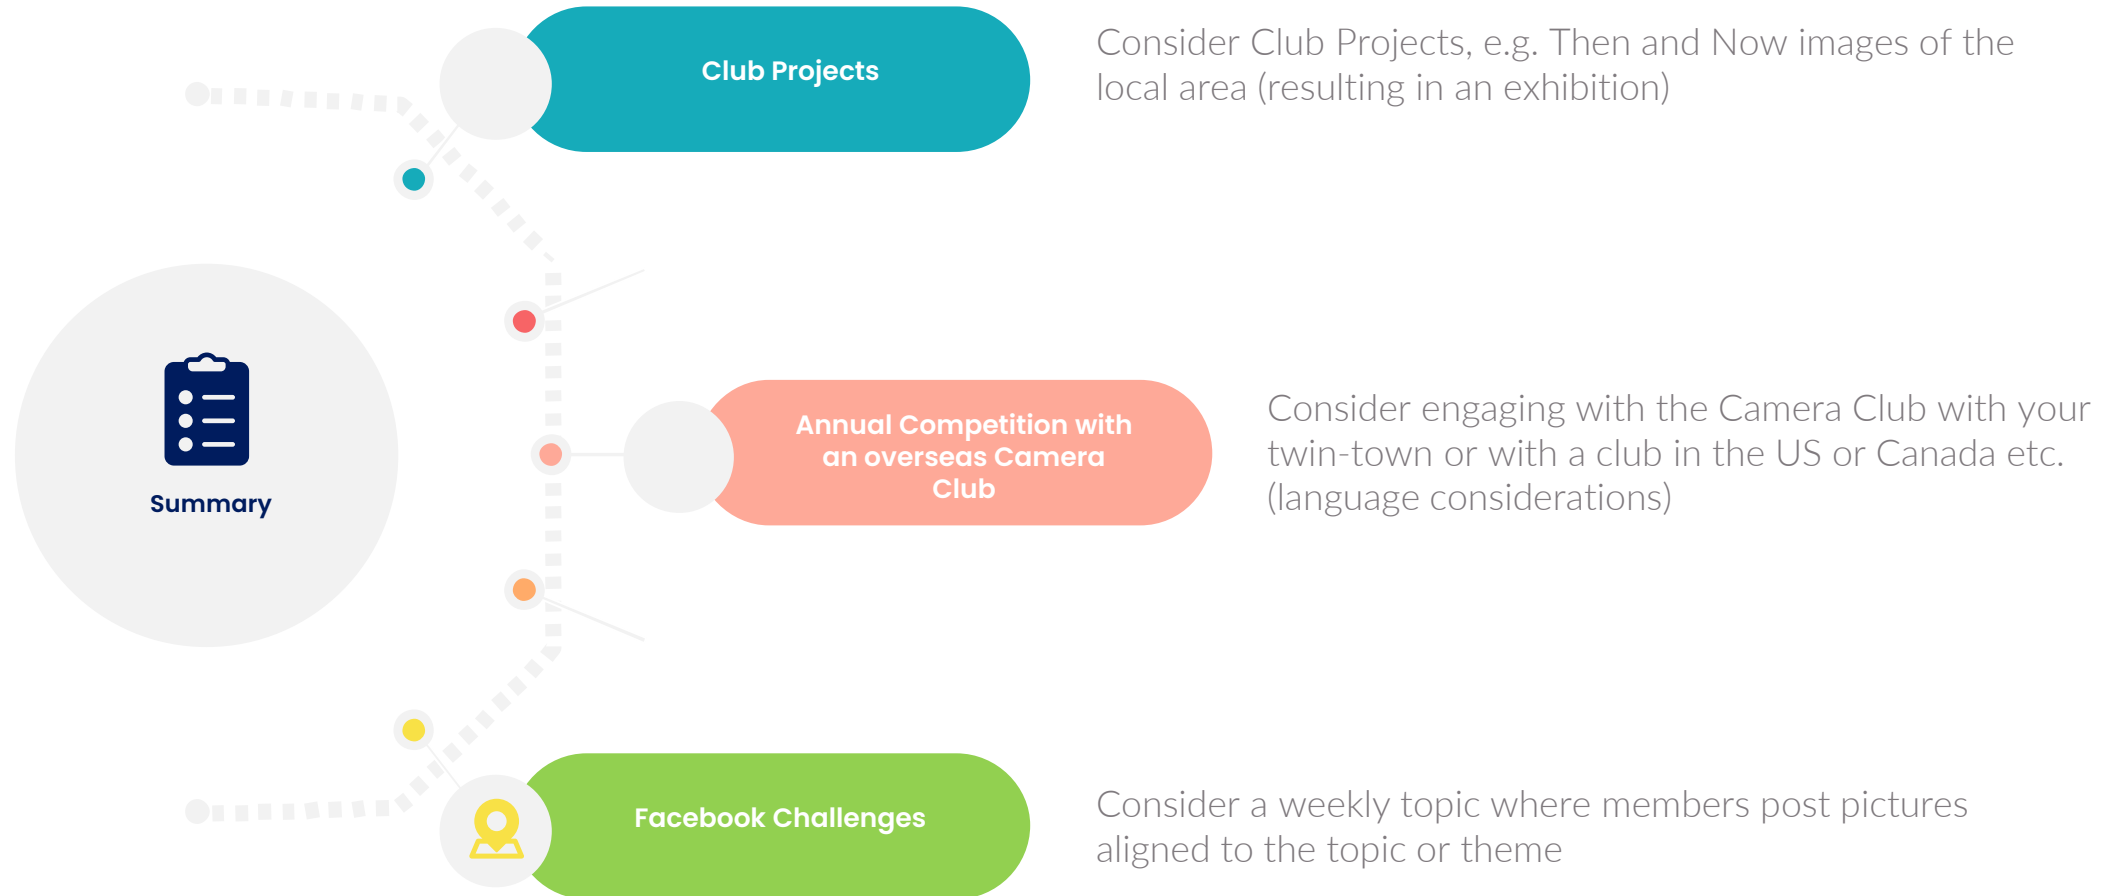 Club Projects
Consider Club Projects, e.g. Then and Now images of the
local area (resulting in an exhibition)
Summary
Annual Competition with
an overseas Camera
Club
Consider engaging with the Camera Club with your
twin-town or with a club in the US or Canada etc.
(language considerations)
Facebook Challenges
Consider a weekly topic where members post pictures
aligned to the topic or theme